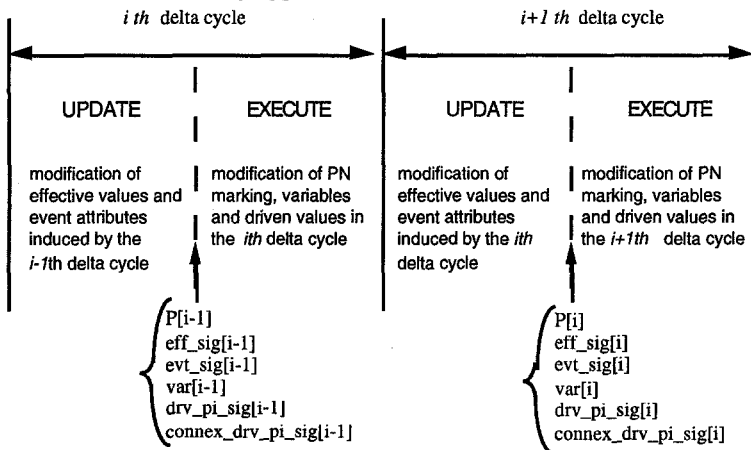 i th delta cycle
i+1 th delta cycle
UPDATE
EXECUTE
UPDATE
EXECUTE
modification of
effective values and
event attributes
induced by the
i-1th delta cycle
modification of PN
marking, variables
and driven values in
the ith delta cycle
modification of
effective values and
event attributes
induced by the ith
delta cycle
modification of PN
marking, variables
and driven values in
the i+1th delta cycle
P[i-1]
eff_sig[i-1]
evt_sig[i-1]
var[i-1]
drv_pi_sig[i-1]
connex_drv_pi_sig[i-1]
P[i]
eff_sig[i]
evt_sig[i]
var[i]
drv_pi_sig[i]
connex_drv_pi_sig[i]